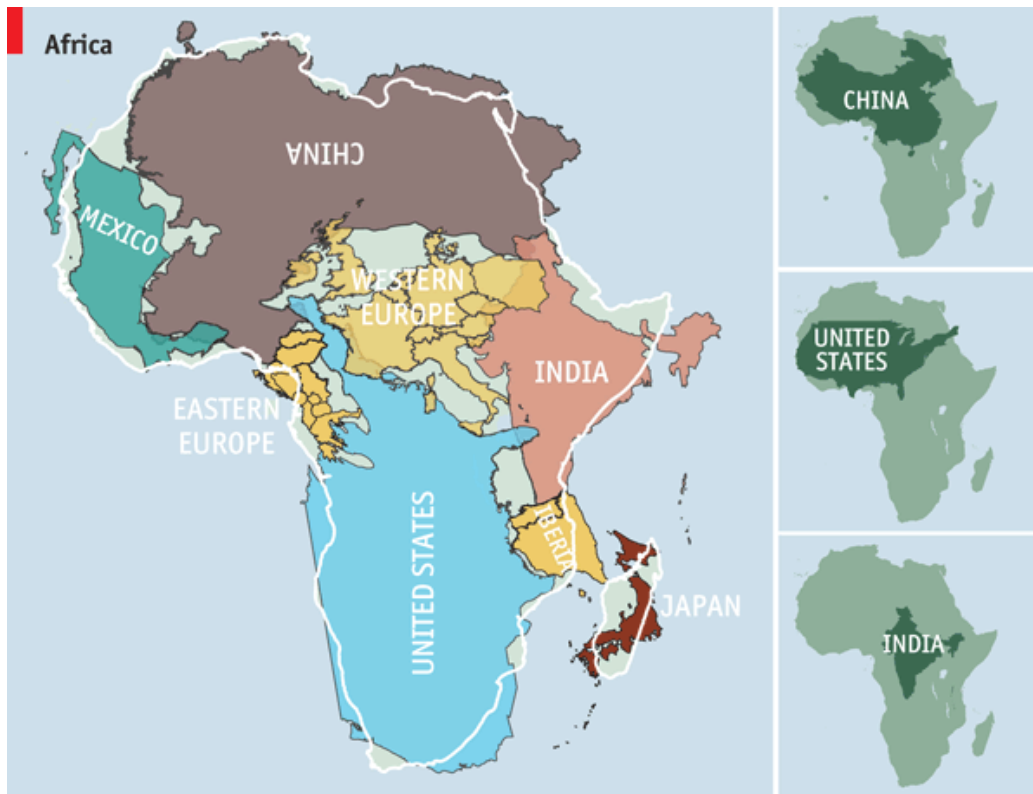 Africa
CHINA
MEXICO
WESTERN
EUROPE
INDIA
EASTERN
EUROPE
UNITED STATES
IBERIA
JAPAN
CHINA
UNITED
STATES
INDIA